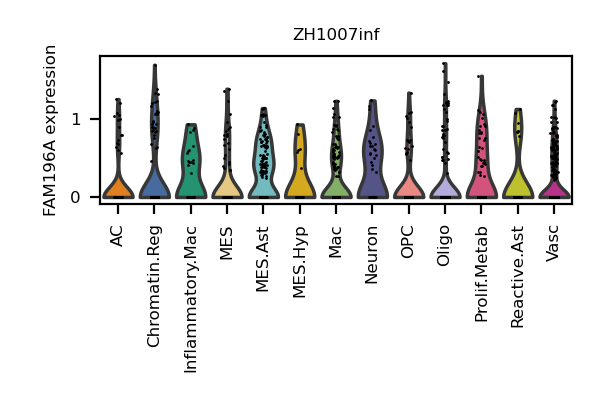 ZH1007inf
FAM196A expression
1
0
AC
Chromatin.Reg
Inflammatory.Mac
MES
MES.Ast
MES.Hyp
Mac
Neuron
OPC
Oligo
Prolif.Metab
Reactive.Ast
Vasc